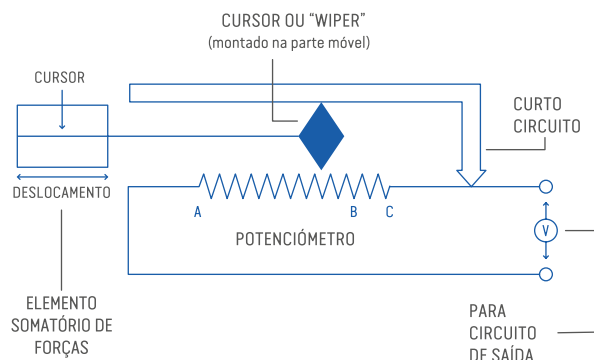 CURSOR OU “WIPER”
(montado na parte móvel)
CURSOR
CURTO
CIRCUITO
DESLOCAMENTO
A
B
C
V
POTENCIÓMETRO
ELEMENTO
SOMATÓRIO DE
FORÇAS
PARA
CIRCUITO
DE SAÍDA